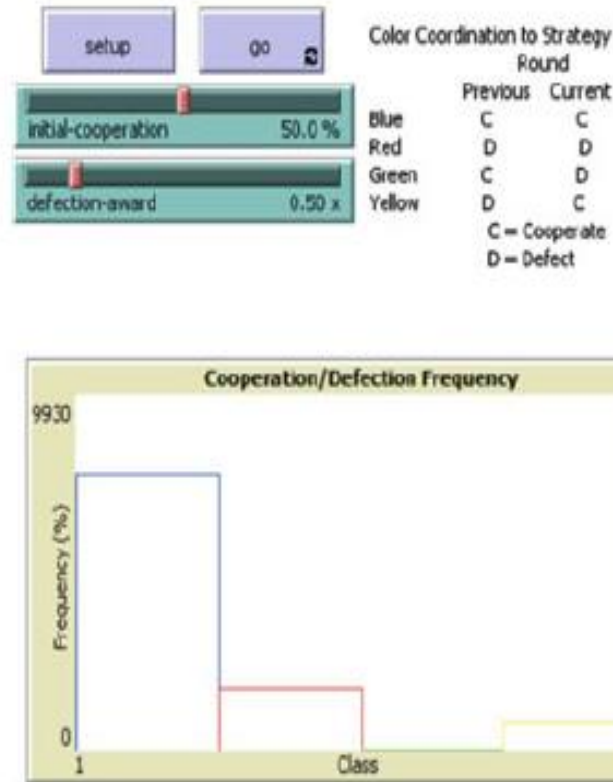 setup
go
initial-cooperation 50.0 %
defection-award 0.50 x
Color Coordination to Strategy
Round
Previous Current
Blue C C
Red D D
Green C D
Yellow D C
C = Cooperate
D = Defect
Cooperation/Defection Frequency
9930
Frequency (%)
0
1
Class